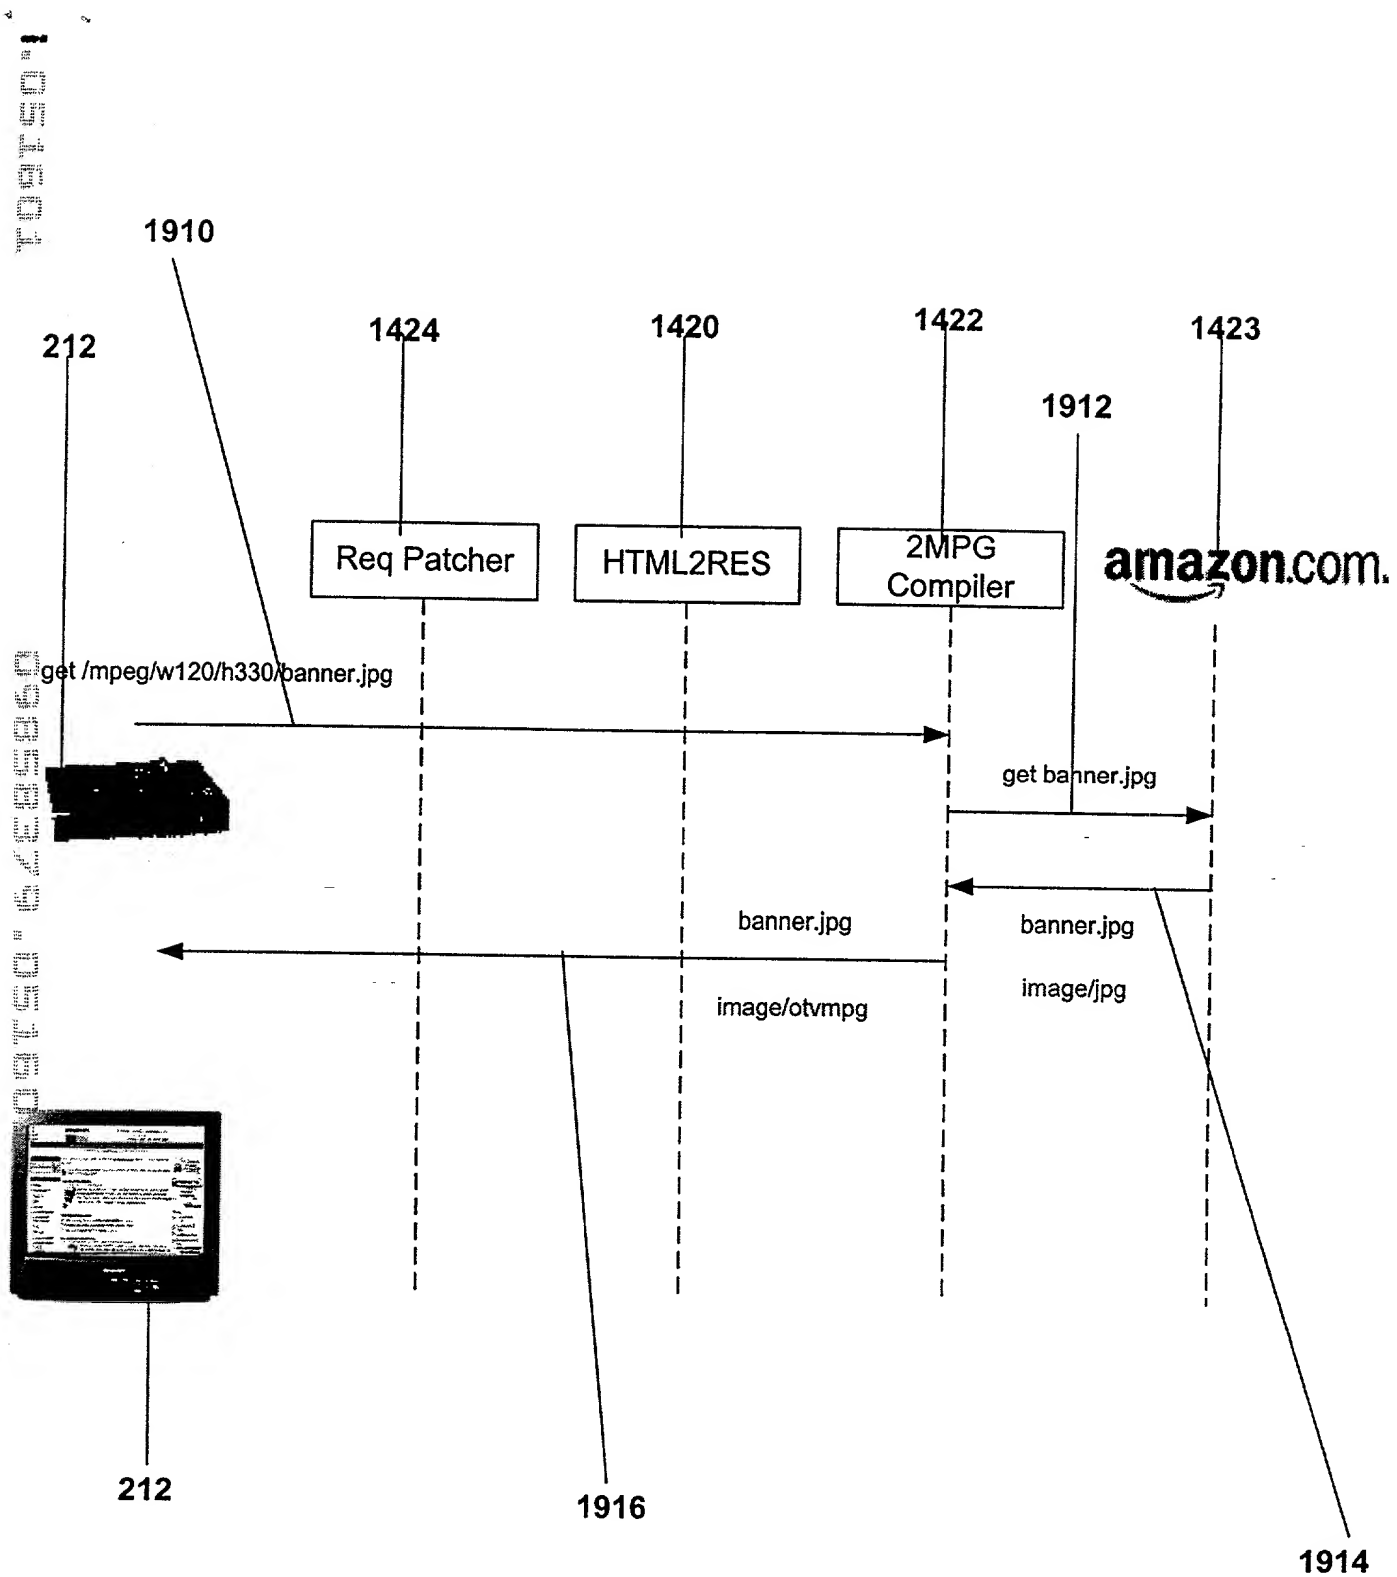 1910
212
1424
1420
1422
1423
1912
Req Patcher
HTML2RES
2MPG
Compiler
amazon.com.
get /mpeg/w120/h330/banner.jpg
get banner.jpg
banner.jpg
banner.jpg
image/otvmpg
image/jpg
212
1916
1914